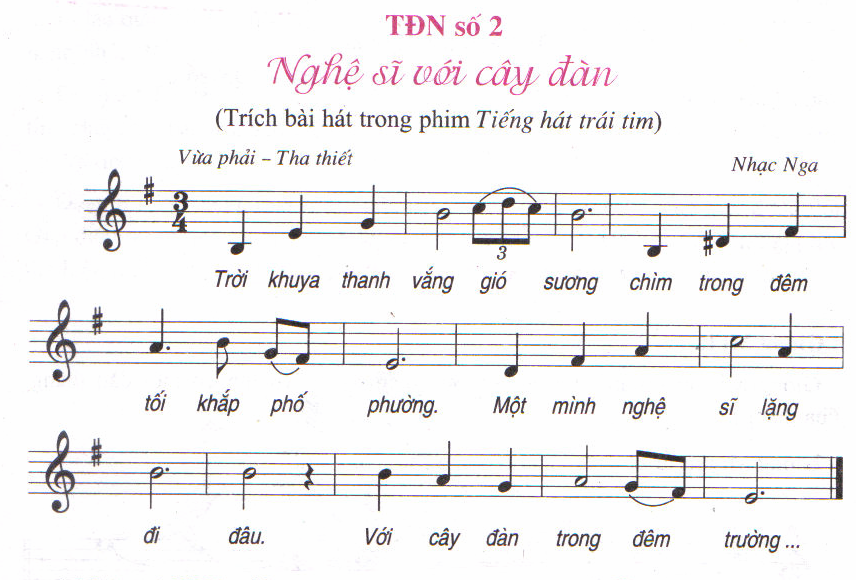 TĐN số 2
Nghệ sĩ với cây đàn
(Trích bài hát trong phim Tiếng hát trái tim)
Vừa phải – Tha thiết
Nhạc Nga
3
4
3
Trời khuya thanh vắng gió sương chìm trong đêm
tối khắp phố phường. Một mình nghệ sĩ lặng
đi đâu. Với cây đàn trong đêm trường ...